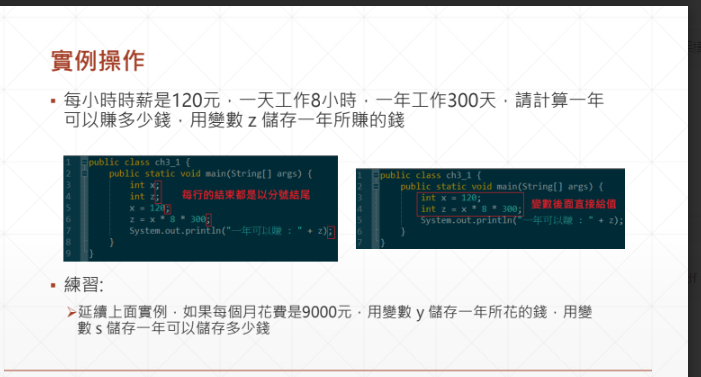 實例操作
▪ 每小時時薪是120元，一天工作8小時，一年工作300天，請計算一年
可以賺多少錢，用變數 z 儲存一年所賺的錢
1 public class ch3_1 {
2 public static void main(String[] args) {
3 int x;
4 int z;
每行的結束都是以分號結尾
5 x = 120;
6 z = x * 8 * 300;
7 System.out.println("一年可以賺 : " + z);
8 }
9 }
1 public class ch3_1 {
2 public static void main(String[] args) {
3 int x = 120;
4 int z = x * 8 * 300;
變數後面直接給值
5 System.out.println("一年可以賺 : " + z);
6 }
7 }
▪ 練習:
➢延續上面實例，如果每個月花費是9000元，用變數 y 儲存一年所花的錢，用變
數 s 儲存一年可以儲存多少錢